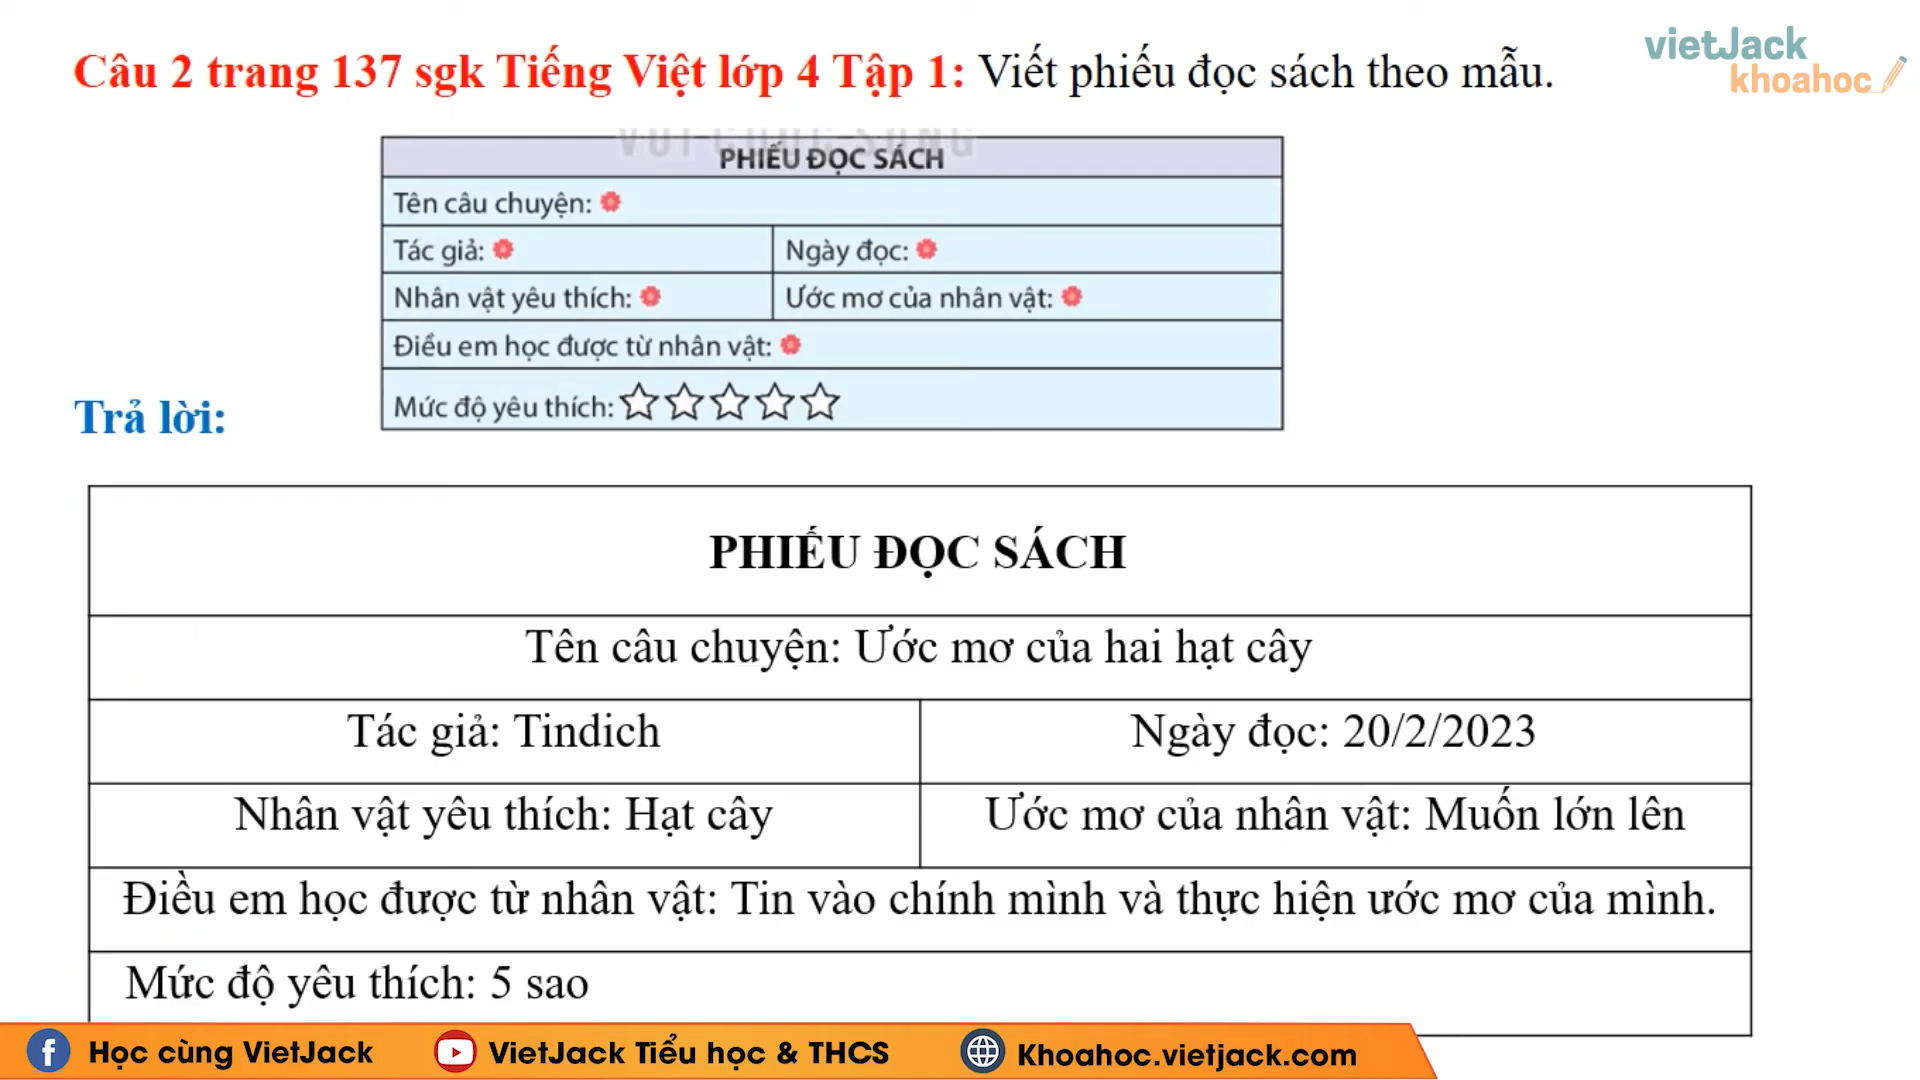 vietJack
khoahoc
Câu 2 trang 137 sgk Tiếng Việt lớp 4 Tập 1: Viết phiếu đọc sách theo mẫu.
PHIẾU ĐỌC SÁCH
Tên câu chuyện:
Tác giả: Ngày đọc:
Nhân vật yêu thích: Ước mơ của nhân vật:
Điều em học được từ nhân vật:
Mức độ yêu thích:
Trả lời:
PHIẾU ĐỌC SÁCH
Tên câu chuyện: Ước mơ của hai hạt cây
Tác giả: Tindich Ngày đọc: 20/2/2023
Nhân vật yêu thích: Hạt cây Ước mơ của nhân vật: Muốn lớn lên
Điều em học được từ nhân vật: Tin vào chính mình và thực hiện ước mơ của mình.
Mức độ yêu thích: 5 sao
Học cùng VietJack VietJack Tiểu học & THCS Khoahoc.vietjack.com